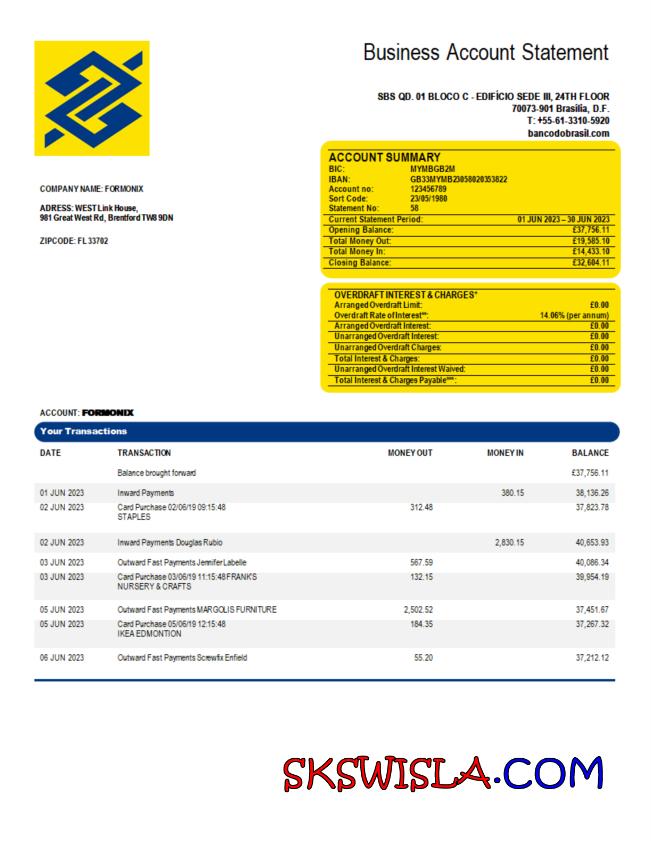 Business Account Statement
SBS QD. 01 BLOCO C - EDIFÍCIO SEDE III, 24TH FLOOR
70073-901 Brasilia, D.F.
T: +55-61-3310-5920
bancodobrasil.com
ACCOUNT SUMMARY
BIC: MYMBGB2M
IBAN: GB33MYMB23058020353822
Account no: 123456789
Sort Code: 23/05/1980
Statement No: 58
Current Statement Period: 01 JUN 2023 – 30 JUN 2023
Opening Balance: £37,756.11
Total Money Out: £19,585.10
Total Money In: £14,433.10
Closing Balance: £32,604.11
COMPANY NAME: FORMONIX
ADRESS: WEST Link House,
981 Great West Rd, Brentford TW8 9DN
ZIPCODE: FL 33702
OVERDRAFT INTEREST & CHARGES*
Arranged Overdraft Limit: £0.00
Overdraft Rate of Interest**: 14.06% (per annum)
Arranged Overdraft Interest: £0.00
Unarranged Overdraft Interest: £0.00
Unarranged Overdraft Charges: £0.00
Total Interest & Charges: £0.00
Unarranged Overdraft Interest Waived: £0.00
Total Interest & Charges Payable***: £0.00
ACCOUNT: FORMONIX
Your Transactions
DATE TRANSACTION MONEY OUT MONEY IN BALANCE
Balance brought forward £37,756.11
01 JUN 2023 Inward Payments 380.15 38,136.26
02 JUN 2023 Card Purchase 02/06/19 09:15:48 312.48 37,823.78
STAPLES
02 JUN 2023 Inward Payments Douglas Rubio 2,830.15 40,653.93
03 JUN 2023 Outward Fast Payments Jennifer Labelle 567.59 40,086.34
03 JUN 2023 Card Purchase 03/06/19 11:15:48 FRANK'S 132.15 39,954.19
NURSERY & CRAFTS
05 JUN 2023 Outward Fast Payments MARGOLIS FURNITURE 2,502.52 37,451.67
05 JUN 2023 Card Purchase 05/06/19 12:15:48 184.35 37,267.32
IKEA EDMONTION
06 JUN 2023 Outward Fast Payments Screwfix Enfield 55.20 37,212.12
SKSWISLA.COM